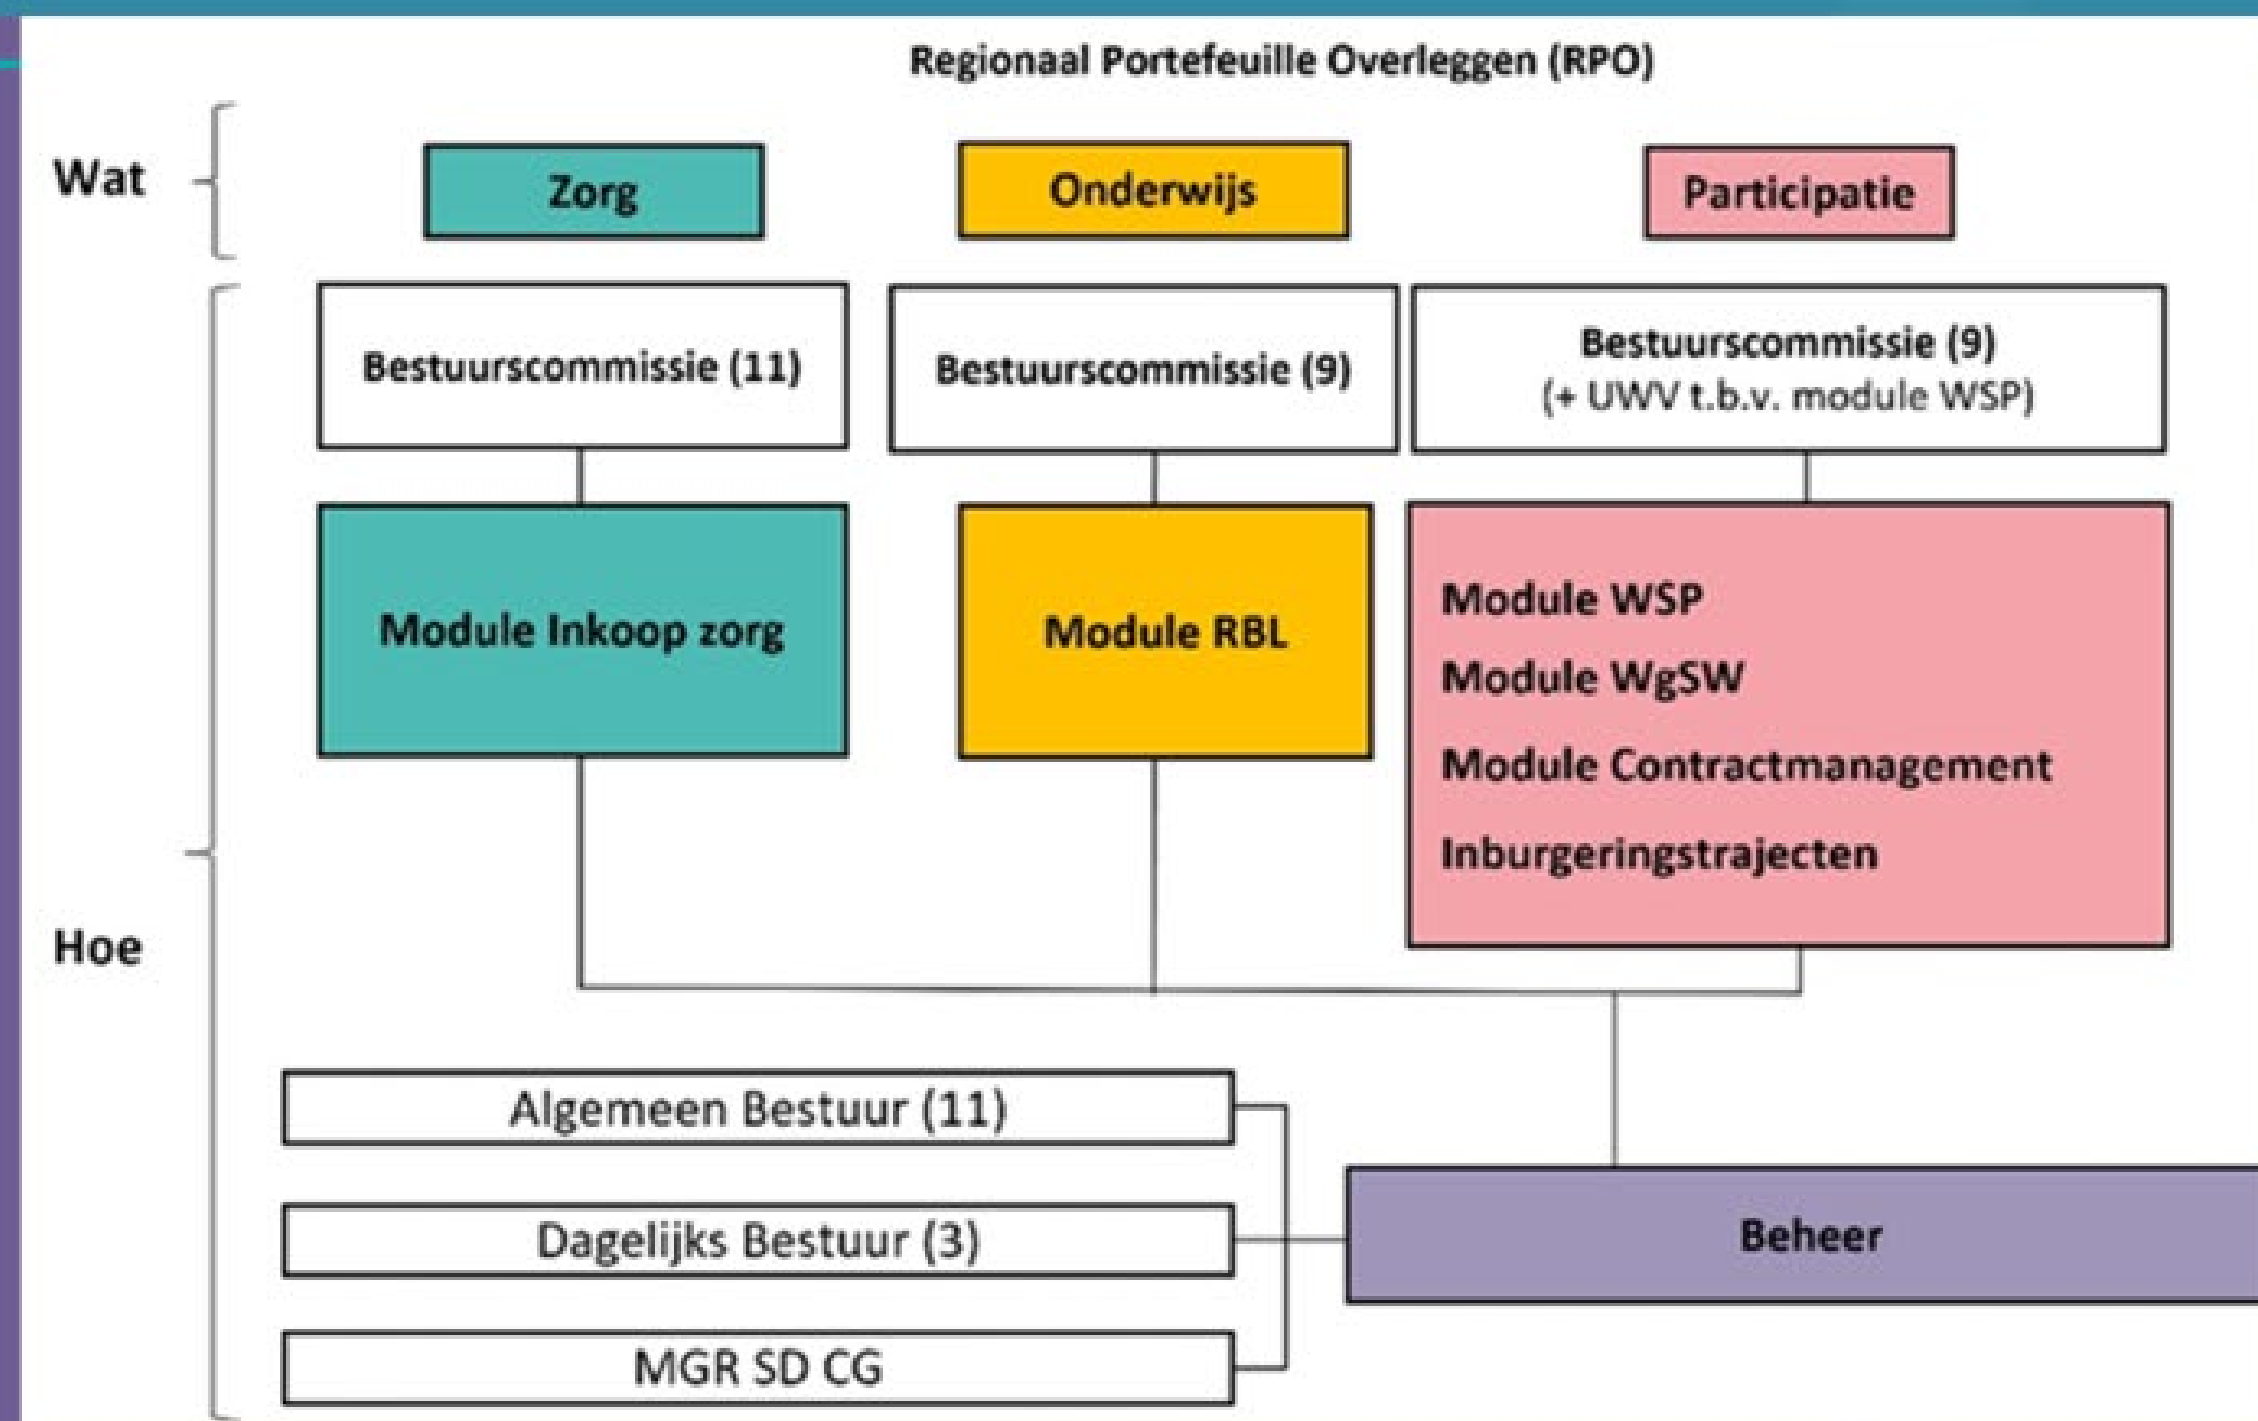 Regionaal Portefeuille Overleggen (RPO)
Wat
Zorg
Onderwijs
Participatie
Bestuurscommissie (11)
Bestuurscommissie (9)
Bestuurscommissie (9)
(+ UWV t.b.v. module WSP)
Module Inkoop zorg
Module RBL
Module WSP
Module WgSW
Module Contractmanagement
Inburgeringstrajecten
Hoe
Algemeen Bestuur (11)
Dagelijks Bestuur (3)
MGR SD CG
Beheer